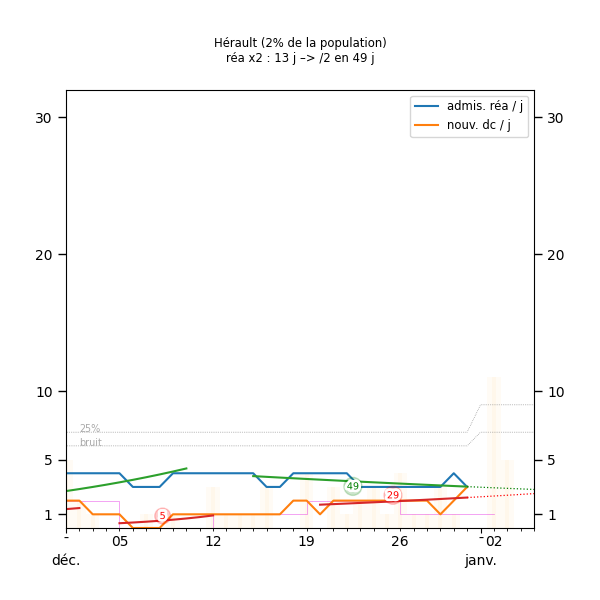 Hérault (2% de la population)
réa x2 : 13 j –> /2 en 49 j
admis. réa / j
nouv. dc / j
30 30
20 20
10 10
25%
bruit
5 5
49
29
5
1 1
- 05 12 19 26 - 02
déc. janv.